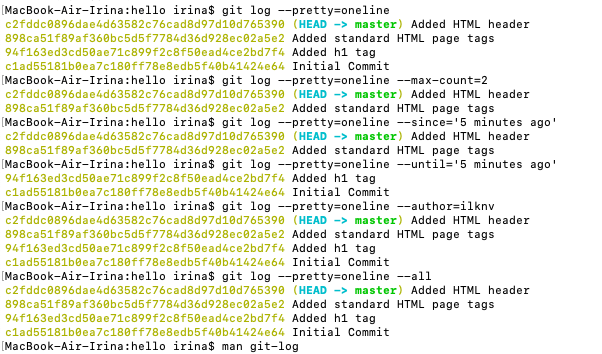 [MacBook-Air-Irina:hello irina$ git log --pretty=oneline
c2fddc0896dae4d63582c76cad8d97d10d765390 (HEAD -> master) Added HTML header
898ca51f89af360bc5d5f7784d36d928ec02a5e2 Added standard HTML page tags
94f163ed3cd50ae71c899f2c8f50ead4ce2bd7f4 Added h1 tag
c1ad55181b0ea7c180ff78e8edb5f40b41424e64 Initial Commit
[MacBook-Air-Irina:hello irina$ git log --pretty=oneline --max-count=2
c2fddc0896dae4d63582c76cad8d97d10d765390 (HEAD -> master) Added HTML header
898ca51f89af360bc5d5f7784d36d928ec02a5e2 Added standard HTML page tags
[MacBook-Air-Irina:hello irina$ git log --pretty=oneline --since='5 minutes ago'
c2fddc0896dae4d63582c76cad8d97d10d765390 (HEAD -> master) Added HTML header
898ca51f89af360bc5d5f7784d36d928ec02a5e2 Added standard HTML page tags
[MacBook-Air-Irina:hello irina$ git log --pretty=oneline --until='5 minutes ago'
94f163ed3cd50ae71c899f2c8f50ead4ce2bd7f4 Added h1 tag
c1ad55181b0ea7c180ff78e8edb5f40b41424e64 Initial Commit
[MacBook-Air-Irina:hello irina$ git log --pretty=oneline --author=ilknv
c2fddc0896dae4d63582c76cad8d97d10d765390 (HEAD -> master) Added HTML header
898ca51f89af360bc5d5f7784d36d928ec02a5e2 Added standard HTML page tags
94f163ed3cd50ae71c899f2c8f50ead4ce2bd7f4 Added h1 tag
c1ad55181b0ea7c180ff78e8edb5f40b41424e64 Initial Commit
[MacBook-Air-Irina:hello irina$ git log --pretty=oneline --all
c2fddc0896dae4d63582c76cad8d97d10d765390 (HEAD -> master) Added HTML header
898ca51f89af360bc5d5f7784d36d928ec02a5e2 Added standard HTML page tags
94f163ed3cd50ae71c899f2c8f50ead4ce2bd7f4 Added h1 tag
c1ad55181b0ea7c180ff78e8edb5f40b41424e64 Initial Commit
[MacBook-Air-Irina:hello irina$ man git-log